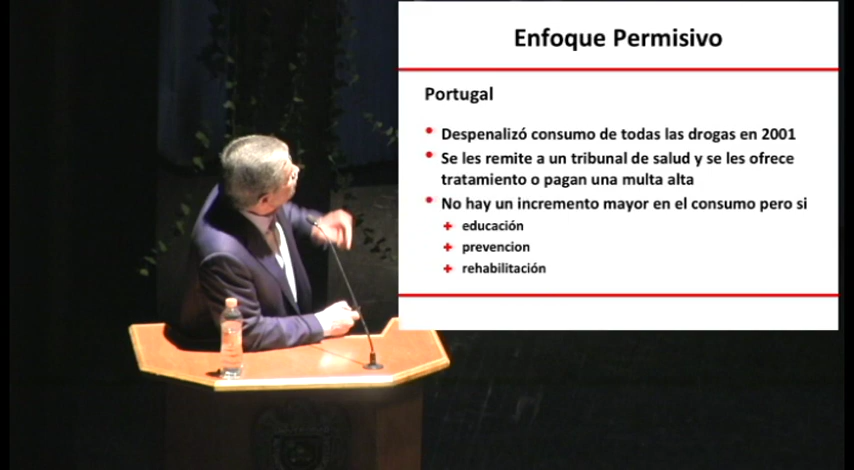 Enfoque Permisivo
Portugal
Despenalizó consumo de todas las drogas en 2001
Se les remite a un tribunal de salud y se les ofrece
tratamiento o pagan una multa alta
No hay un incremento mayor en el consumo pero si
educación
prevencion
rehabilitación